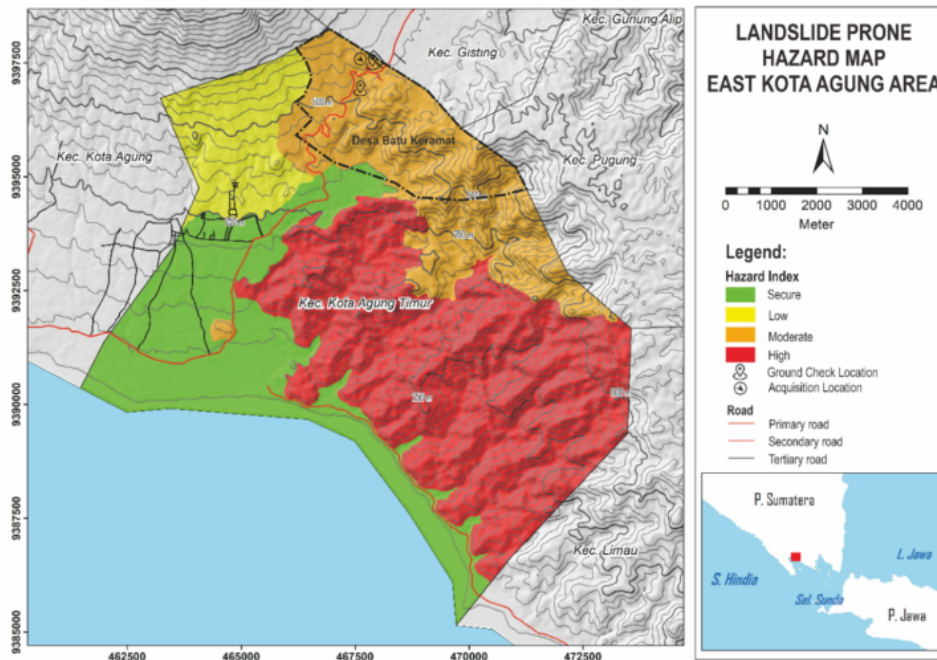 LANDSLIDE PRONE
HAZARD MAP
EAST KOTA AGUNG AREA
N
0 1000 2000 3000 4000
Meter
Legend:
Hazard Index
Secure
Low
Moderate
High
Ground Check Location
Acquisition Location
Road
Primary road
Secondary road
Tertiary road
P. Sumatera
L. Jawa
S. Hindia
Sel. Sunda
P. Jawa
Kec. Gunung Alip
Kec. Gisting
500 m
Desa Batu Keramat
Kec. Kota Agung
Kec. Pugung
Kec. Kota Agung Timur
Kec. Limau
9397500
9395000
9392500
9390000
9387500
9385000
462500 465000 467500 470000 472500